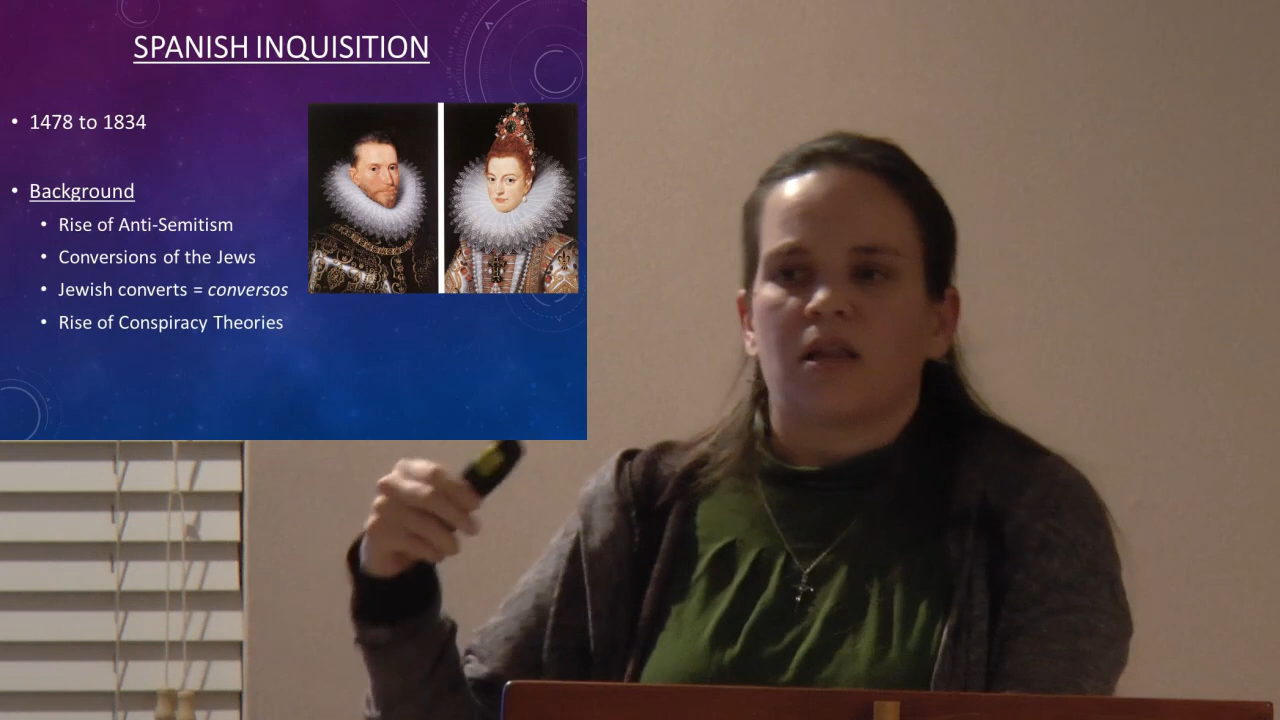 SPANISH INQUISITION
• 1478 to 1834
• Background
• Rise of Anti-Semitism
• Conversions of the Jews
• Jewish converts = conversos
• Rise of Conspiracy Theories